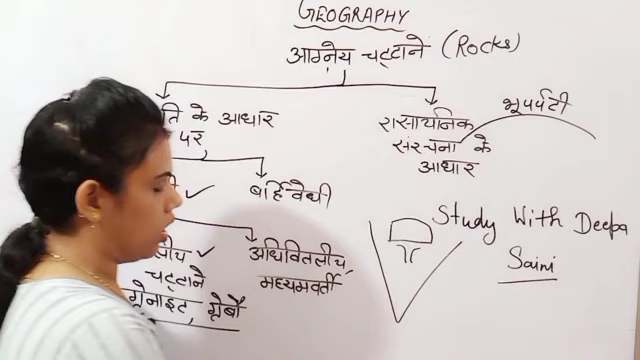 GEOGRAPHY
आग्नेय चट्टाने (Rocks)
के आधार
पर
रासायनिक
संरचना के
आधार
भूपर्पटी
बर्हिवेधी
अधिवितलीय
मध्यमवर्ती
चट्टाने
ग्रेनाइट, ग्रेबो
Study With Deepa
Saini